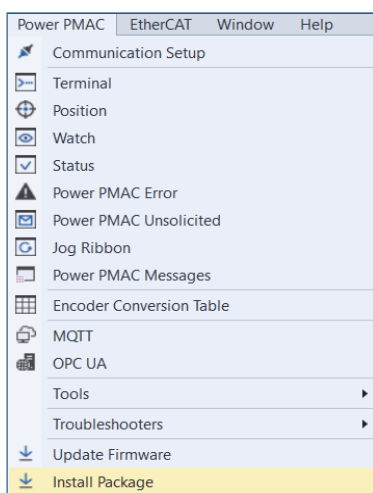 Power PMAC EtherCAT Window Help
Communication Setup
Terminal
Position
Watch
Status
Power PMAC Error
Power PMAC Unsolicited
Jog Ribbon
Power PMAC Messages
Encoder Conversion Table
MQTT
OPC UA
Tools
Troubleshooters
Update Firmware
Install Package